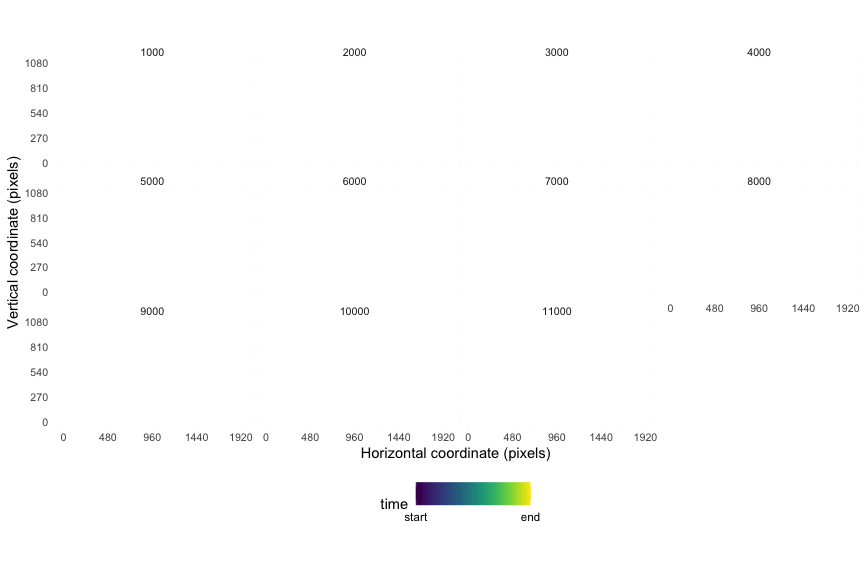 1000 2000 3000 4000
1080
810
540
270
0
5000 6000 7000 8000
1080
810
540
270
0
0 480 960 1440 1920
9000 10000 11000
1080
810
540
270
0
0 480 960 1440 1920 0 480 960 1440 1920 0 480 960 1440 1920
Vertical coordinate (pixels)
Horizontal coordinate (pixels)
time
start end